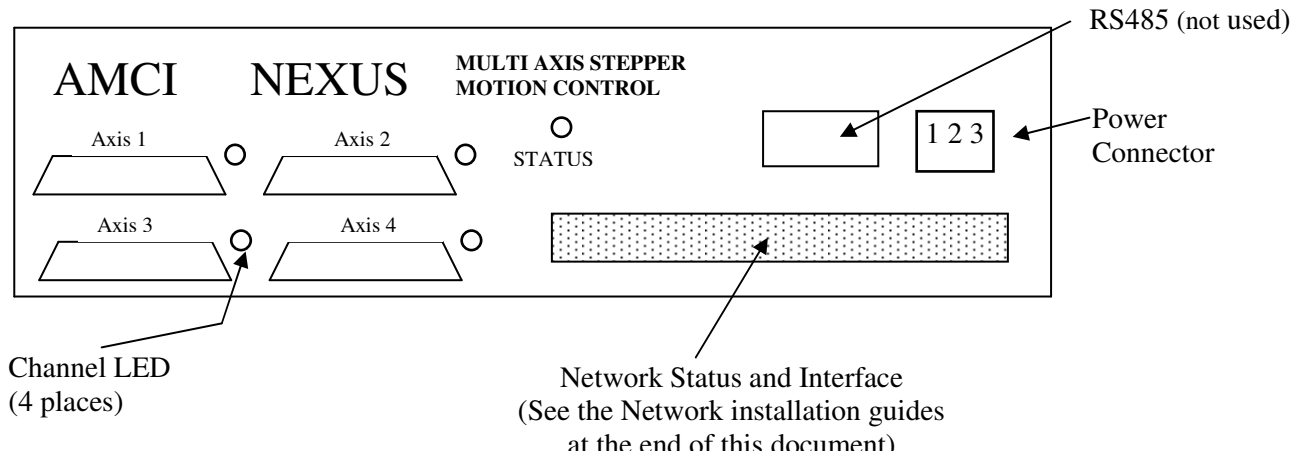 RS485 (not used)
AMCI NEXUS
MULTI AXIS STEPPER
MOTION CONTROL
Axis 1
Axis 2
STATUS
1 2 3
Power
Connector
Axis 3
Axis 4
Channel LED
(4 places)
Network Status and Interface
(See the Network installation guides
at the end of this document)